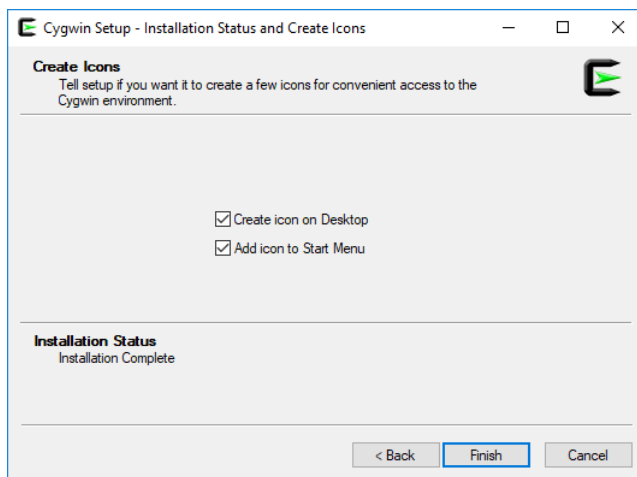 Cygwin Setup - Installation Status and Create Icons
Create Icons
Tell setup if you want it to create a few icons for convenient access to the
Cygwin environment.
Create icon on Desktop
Add icon to Start Menu
Installation Status
Installation Complete
< Back Finish Cancel